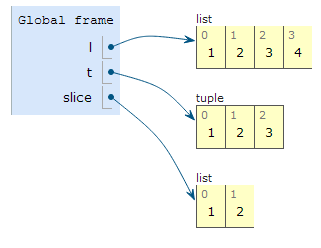 Global frame
l
t
slice
list
0 1 2 3
1 2 3 4
tuple
0 1 2
1 2 3
list
0 1
1 2